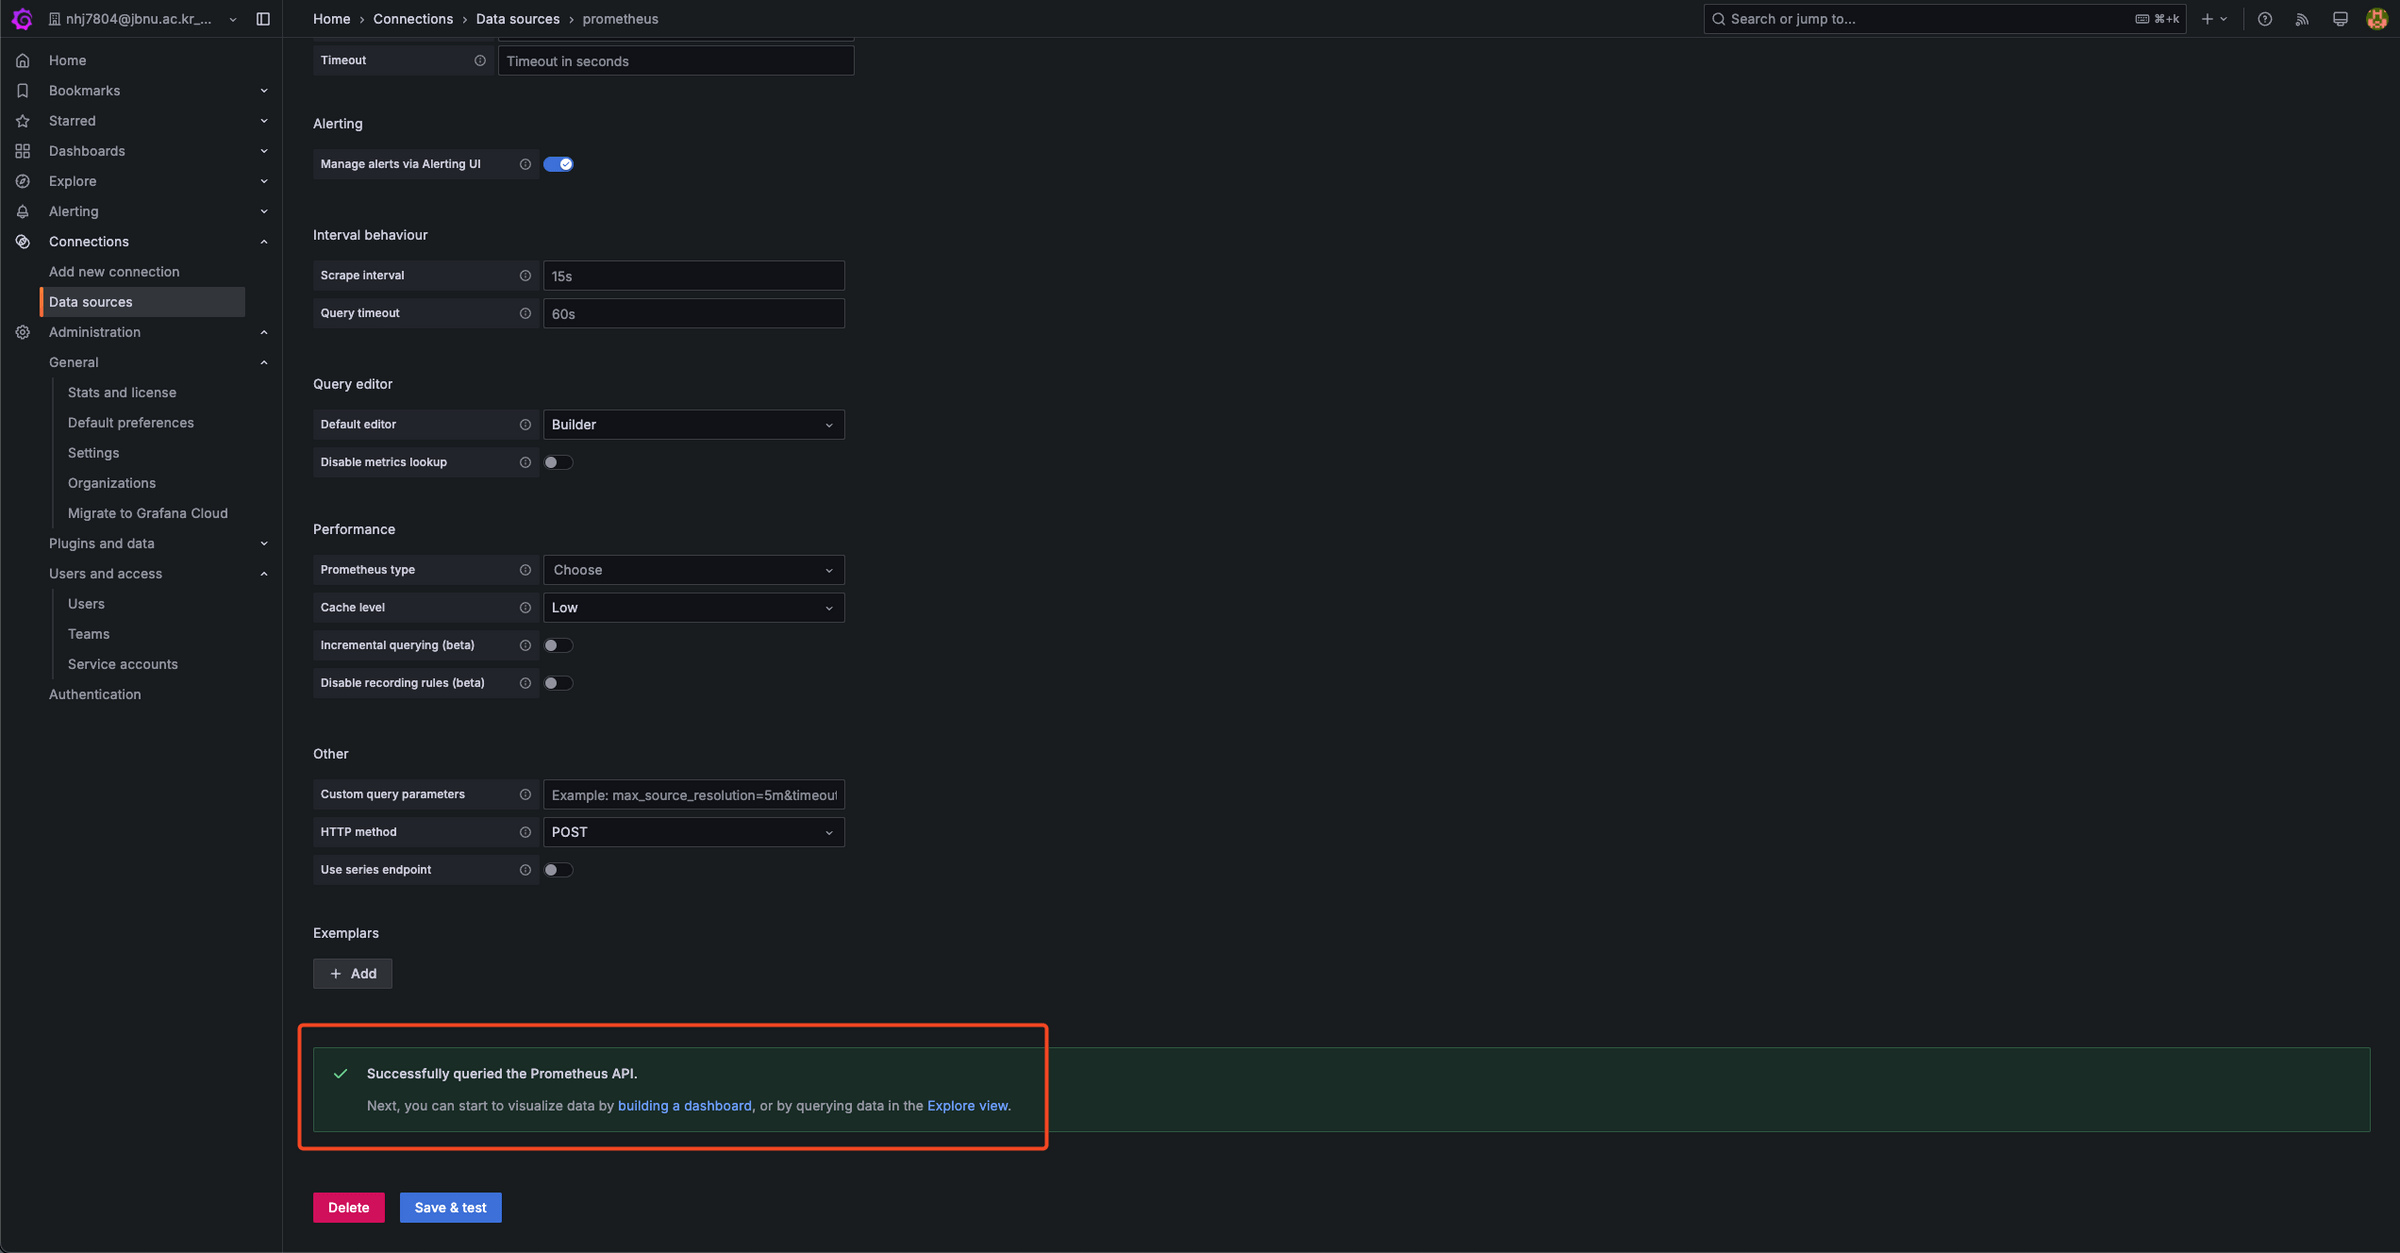 nhj7804@jbnu.ac.kr_...
Home › Connections › Data sources › prometheus
Search or jump to...
⌘+k
Home
Bookmarks
Starred
Dashboards
Explore
Alerting
Connections
Add new connection
Data sources
Administration
General
Stats and license
Default preferences
Settings
Organizations
Migrate to Grafana Cloud
Plugins and data
Users and access
Users
Teams
Service accounts
Authentication
Timeout
Timeout in seconds
Alerting
Manage alerts via Alerting UI
Interval behaviour
Scrape interval
15s
Query timeout
60s
Query editor
Default editor
Builder
Disable metrics lookup
Performance
Prometheus type
Choose
Cache level
Low
Incremental querying (beta)
Disable recording rules (beta)
Other
Custom query parameters
Example: max_source_resolution=5m&timeout
HTTP method
POST
Use series endpoint
Exemplars
+ Add
Successfully queried the Prometheus API.
Next, you can start to visualize data by building a dashboard, or by querying data in the Explore view.
Delete
Save & test